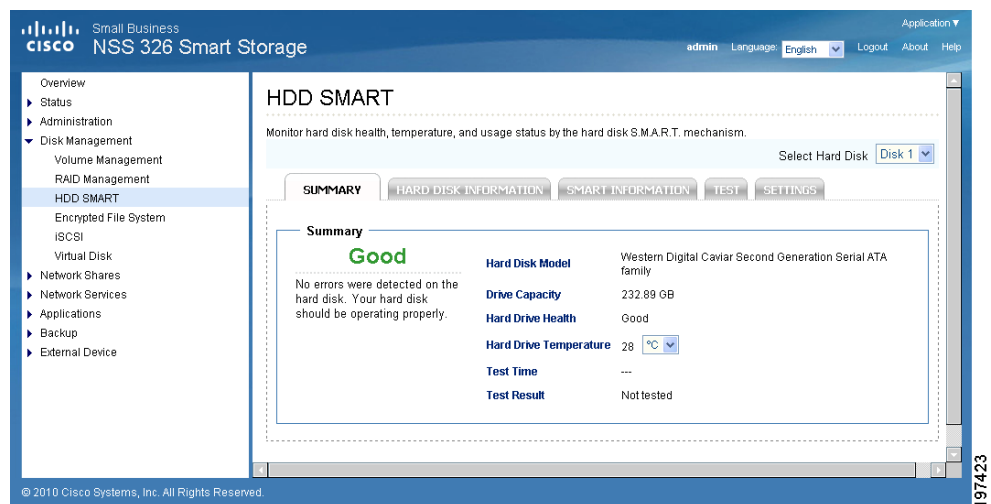 Small Business
CISCO NSS 326 Smart Storage
Application
admin Language: English Logout About Help
Overview
Status
Administration
Disk Management
Volume Management
RAID Management
HDD SMART
Encrypted File System
iSCSI
Virtual Disk
Network Shares
Network Services
Applications
Backup
External Device
HDD SMART
Monitor hard disk health, temperature, and usage status by the hard disk S.M.A.R.T. mechanism.
Select Hard Disk Disk 1
SUMMARY HARD DISK INFORMATION SMART INFORMATION TEST SETTINGS
Summary
Good
No errors were detected on the
hard disk. Your hard disk
should be operating properly.
Hard Disk Model Western Digital Caviar Second Generation Serial ATA
family
Drive Capacity 232.89 GB
Hard Drive Health Good
Hard Drive Temperature 28 °C
Test Time ---
Test Result Not tested
© 2010 Cisco Systems, Inc. All Rights Reserved.
197423